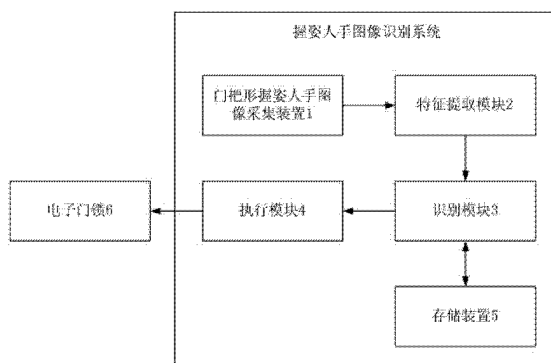 握姿人手图像识别系统
门把形握姿人手图
像采集装置1
特征提取模块2
电子门锁6
执行模块4
识别模块3
存储装置5